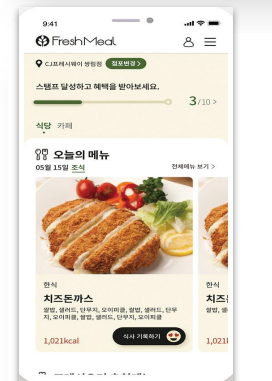 9:41
FreshMeal
CJ프레시웨이 쌍림점 점포변경 >
스탬프 달성하고 혜택을 받아보세요.
3/10 >
식당 카페
오늘의 메뉴
05월 15일 조식 전체메뉴 보기 >
한식 한식
치즈돈까스 치즈
쌀밥, 샐러드, 단무지, 오이피클, 쌀밥, 샐러드, 단무 쌀밥, 샐
지, 오이피클, 쌀밥, 샐러드, 단무지, 오이피클
1,021kcal 식사 기록하기 1,021